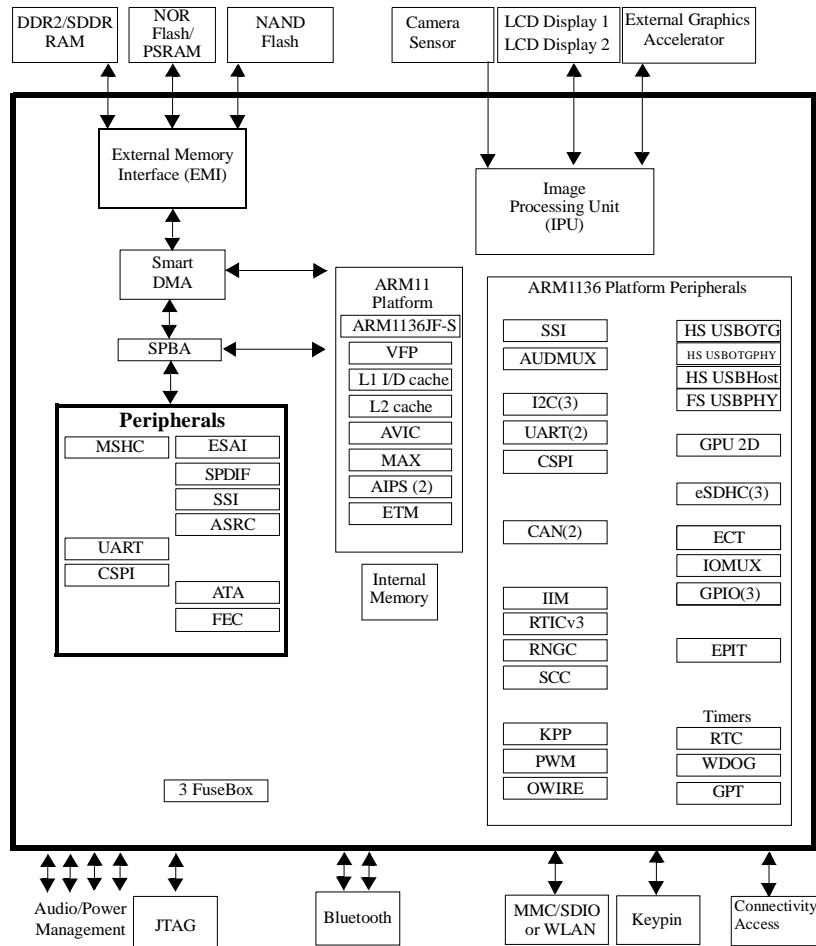 DDR2/SDDR
RAM
NOR
Flash/
PSRAM
NAND
Flash
Camera
Sensor
LCD Display 1
LCD Display 2
External Graphics
Accelerator
External Memory
Interface (EMI)
Image
Processing Unit
(IPU)
Smart
DMA
SPBA
ARM11
Platform
ARM1136JF-S
VFP
L1 I/D cache
L2 cache
AVIC
MAX
AIPS (2)
ETM
Internal
Memory
Peripherals
MSHC
ESAI
SPDIF
SSI
ASRC
UART
CSPI
ATA
FEC
3 FuseBox
ARM1136 Platform Peripherals
SSI
AUDMUX
I2C(3)
UART(2)
CSPI
CAN(2)
IIM
RTICv3
RNGC
SCC
KPP
PWM
OWIRE
HS USBOTG
HS USBOTGPHY
HS USBHost
FS USBPHY
GPU 2D
eSDHC(3)
ECT
IOMUX
GPIO(3)
EPIT
Timers
RTC
WDOG
GPT
Audio/Power
Management
JTAG
Bluetooth
MMC/SDIO
or WLAN
Keypin
Connectivity
Access